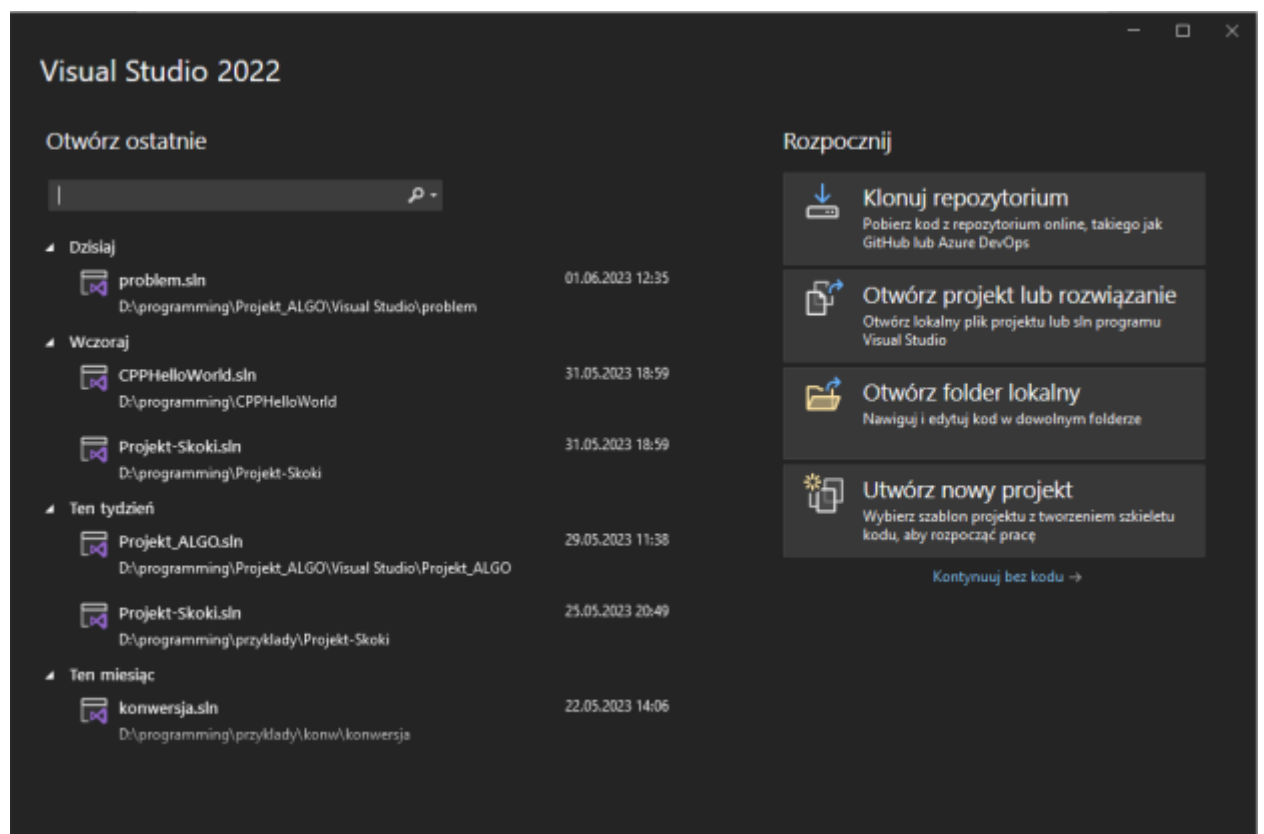 Visual Studio 2022
Otwórz ostatnie
Dzisiaj
problem.sln 01.06.2023 12:35
D:\programming\Projekt_ALGO\Visual Studio\problem
Wczoraj
CPPHelloWorld.sln 31.05.2023 18:59
D:\programming\CPPHelloWorld
Projekt-Skoki.sln 31.05.2023 18:59
D:\programming\Projekt-Skoki
Ten tydzień
Projekt_ALGO.sln 29.05.2023 11:38
D:\programming\Projekt_ALGO\Visual Studio\Projekt_ALGO
Projekt-Skoki.sln 25.05.2023 20:49
D:\programming\przyklady\Projekt-Skoki
Ten miesiąc
konwersja.sln 22.05.2023 14:06
D:\programming\przyklady\konw\konwersja
Rozpocznij
Klonuj repozytorium
Pobierz kod z repozytorium online, takiego jak
GitHub lub Azure DevOps
Otwórz projekt lub rozwiązanie
Otwórz lokalny plik projektu lub sln programu
Visual Studio
Otwórz folder lokalny
Nawiguj i edytuj kod w dowolnym folderze
Utwórz nowy projekt
Wybierz szablon projektu z tworzeniem szkieletu
kodu, aby rozpocząć pracę
Kontynuuj bez kodu →